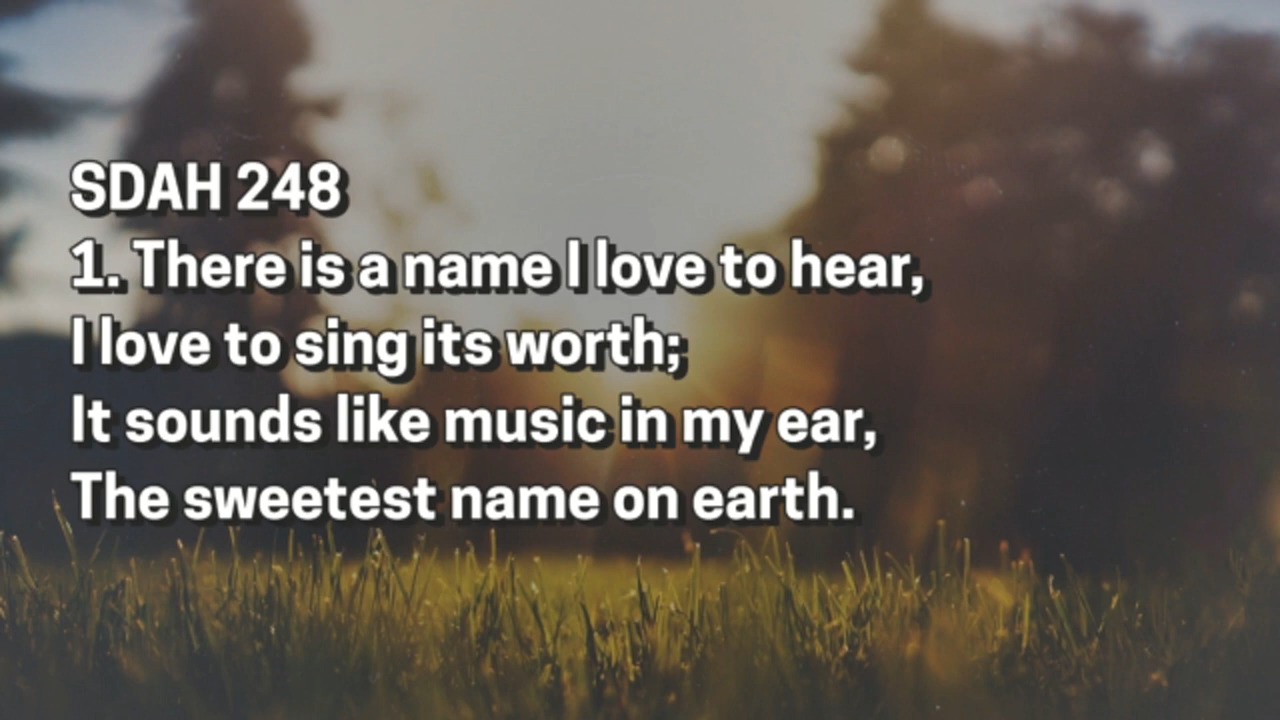 SDAH 248
1. There is a name I love to hear,
I love to sing its worth;
It sounds like music in my ear,
The sweetest name on earth.